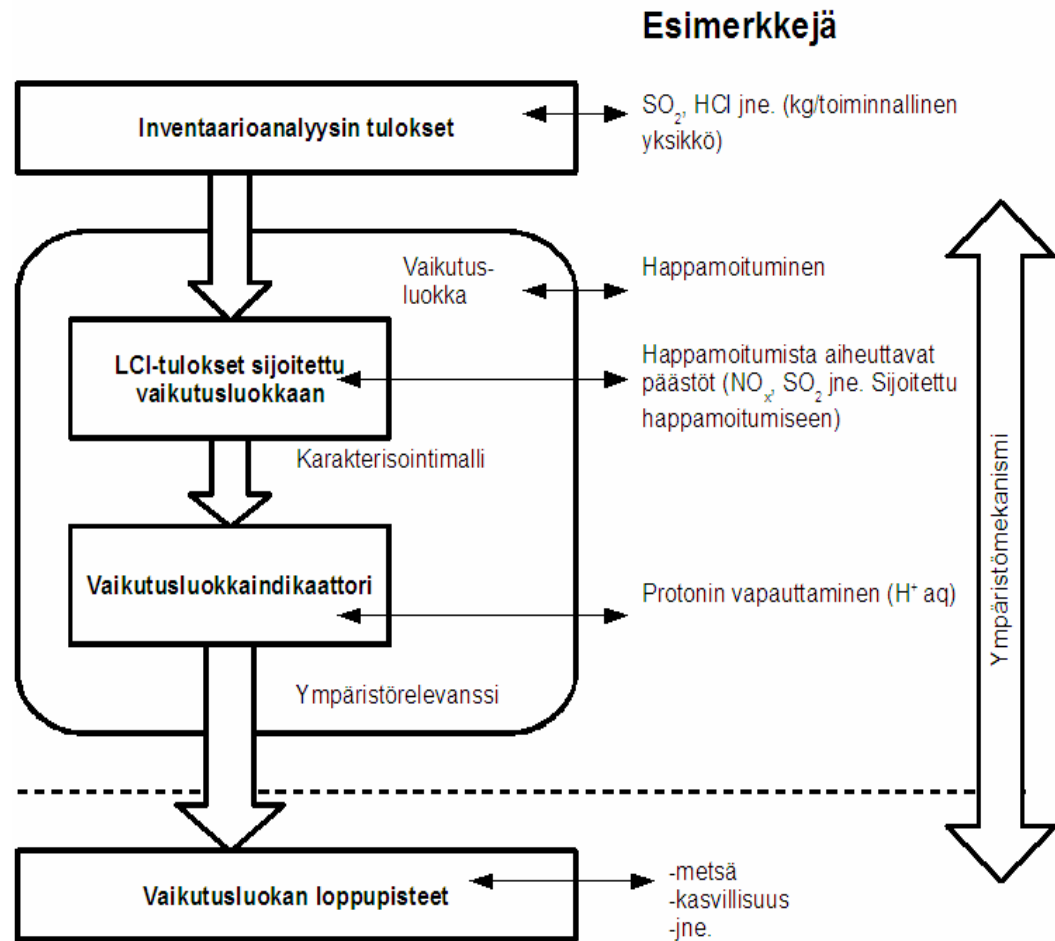 Esimerkkejä
Inventaarioanalyysin tulokset
SO₂, HCl jne. (kg/toiminnallinen
yksikkö)
Vaikutus-
luokka
Happamoituminen
LCI-tulokset sijoitettu
vaikutusluokkaan
Happamoitumista aiheuttavat
päästöt (NOₓ, SO₂ jne. Sijoitettu
happamoitumiseen)
Karakterisointimalli
Vaikutusluokkaindikaattori
Protonin vapauttaminen (H⁺ aq)
Ympäristörelevanssi
Ympäristömekanismi
Vaikutusluokan loppupisteet
-metsä
-kasvillisuus
-jne.